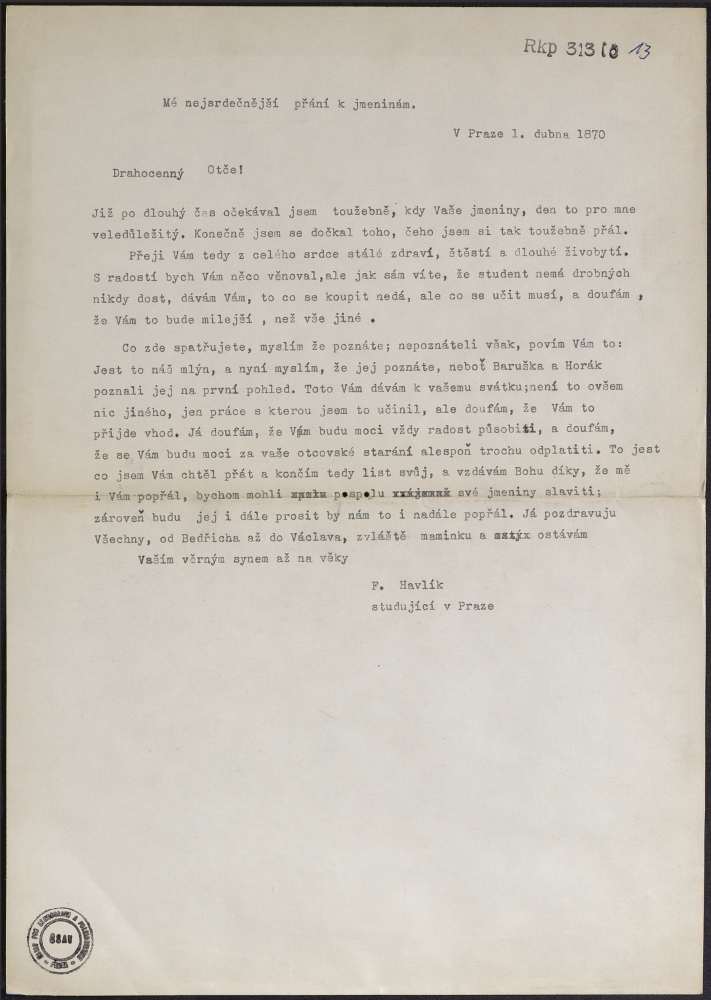 Rkp 313 13
Mé nejsrdečnější přání k jmeninám.
V Praze 1. dubna 1870
Drahocenný Otče!
Již po dlouhý čas očekával jsem toužebně, kdy Vaše jmeniny, den to pro mne
veledůležitý. Konečně jsem se dočkal toho, čeho jsem si tak toužebně přál.
Přeji Vám tedy z celého srdce stálé zdraví, štěstí a dlouhé živobytí.
S radostí bych Vám něco věnoval,ale jak sám víte, že student nemá drobných
nikdy dost, dávám Vám, to co se koupit nedá, ale co se učit musí, a doufám ,
že Vám to bude milejší , než vše jiné .
Co zde spatřujete, myslím že poznáte; nepoznáteli však, povím Vám to:
Jest to náš mlýn, a nyní myslím, že jej poznáte, neboť Baruška a Horák
poznali jej na první pohled. Toto Vám dávám k vašemu svátku;není to ovšem
nic jiného, jen práce s kterou jsem to učinil, ale doufám, že Vám to
přijde vhod. Já doufám, že Vám budu moci vždy radost působiti, a doufám,
že se Vám budu moci za vaše otcovské starání alespoň trochu odplatiti. To jest
co jsem Vám chtěl přát a končím tedy list svůj, a vzdávám Bohu díky, že mě
i Vám popřál, bychom mohli pospolu své jmeniny slaviti;
zároveň budu jej i dále prosit by nám to i nadále popřál. Já pozdravuju
Všechny, od Bedřicha až do Václava, zvláště maminku a ostávám
Vaším věrným synem až na věky
F. Havlík
studující v Praze
ČSAV